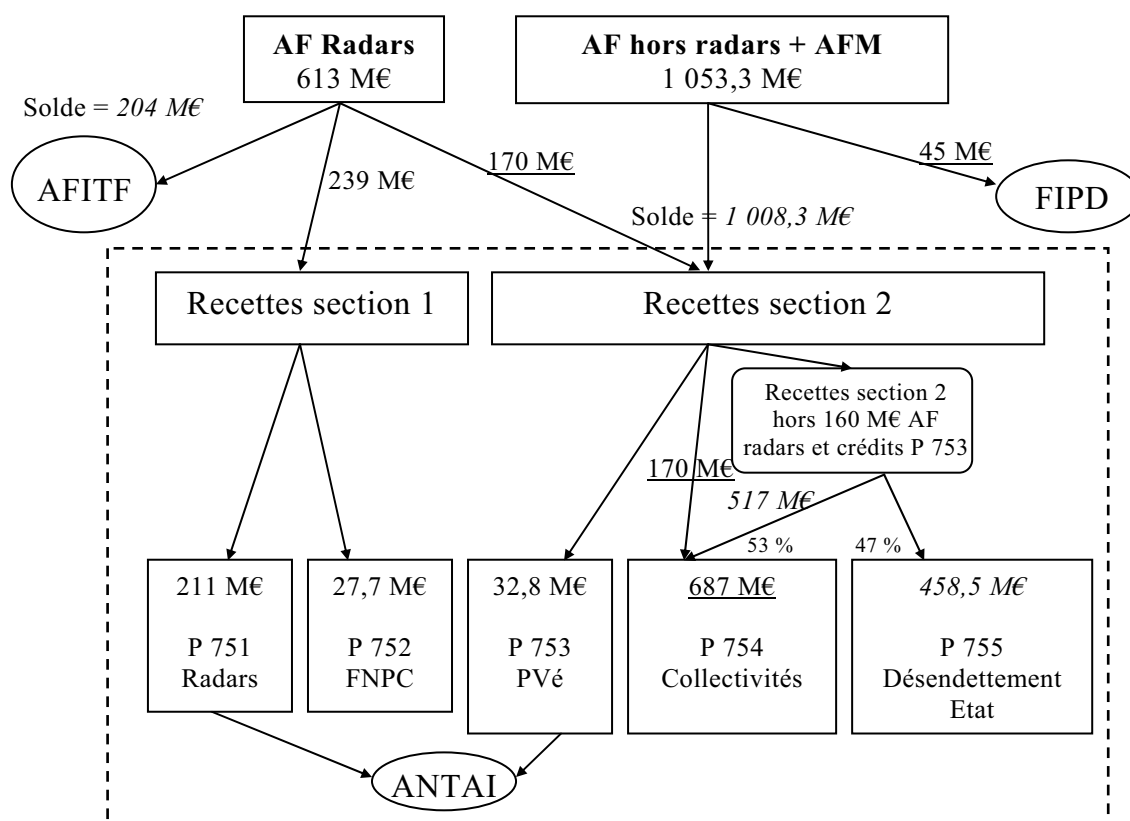 AF Radars
613 M€
AF hors radars + AFM
1 053,3 M€
Solde = 204 M€
AFITF
239 M€
170 M€
45 M€
FIPD
Solde = 1 008,3 M€
Recettes section 1
Recettes section 2
Recettes section 2
hors 160 M€ AF
radars et crédits P 753
170 M€
517 M€
53 %
47 %
211 M€
P 751
Radars
27,7 M€
P 752
FNPC
32,8 M€
P 753
PVé
687 M€
P 754
Collectivités
458,5 M€
P 755
Désendettement
Etat
ANTAI